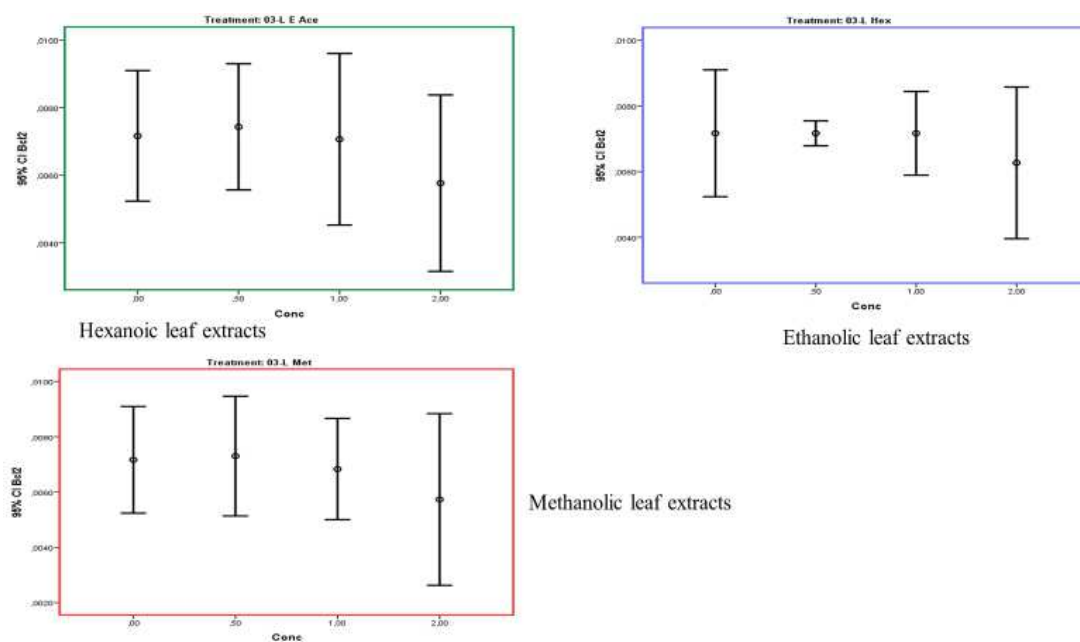 Treatment: 03-L E Ace
,0100
,0080
,0060
,0040
95% CI Bcl2
,00 ,50 1,00 2,00
Conc
Hexanoic leaf extracts
Treatment: 03-L Hex
,0100
,0080
,0060
,0040
95% CI Bcl2
,00 ,50 1,00 2,00
Conc
Ethanolic leaf extracts
Treatment: 03-L Met
,0100
,0080
,0060
,0040
,0020
95% CI Bcl2
,00 ,50 1,00 2,00
Conc
Methanolic leaf extracts